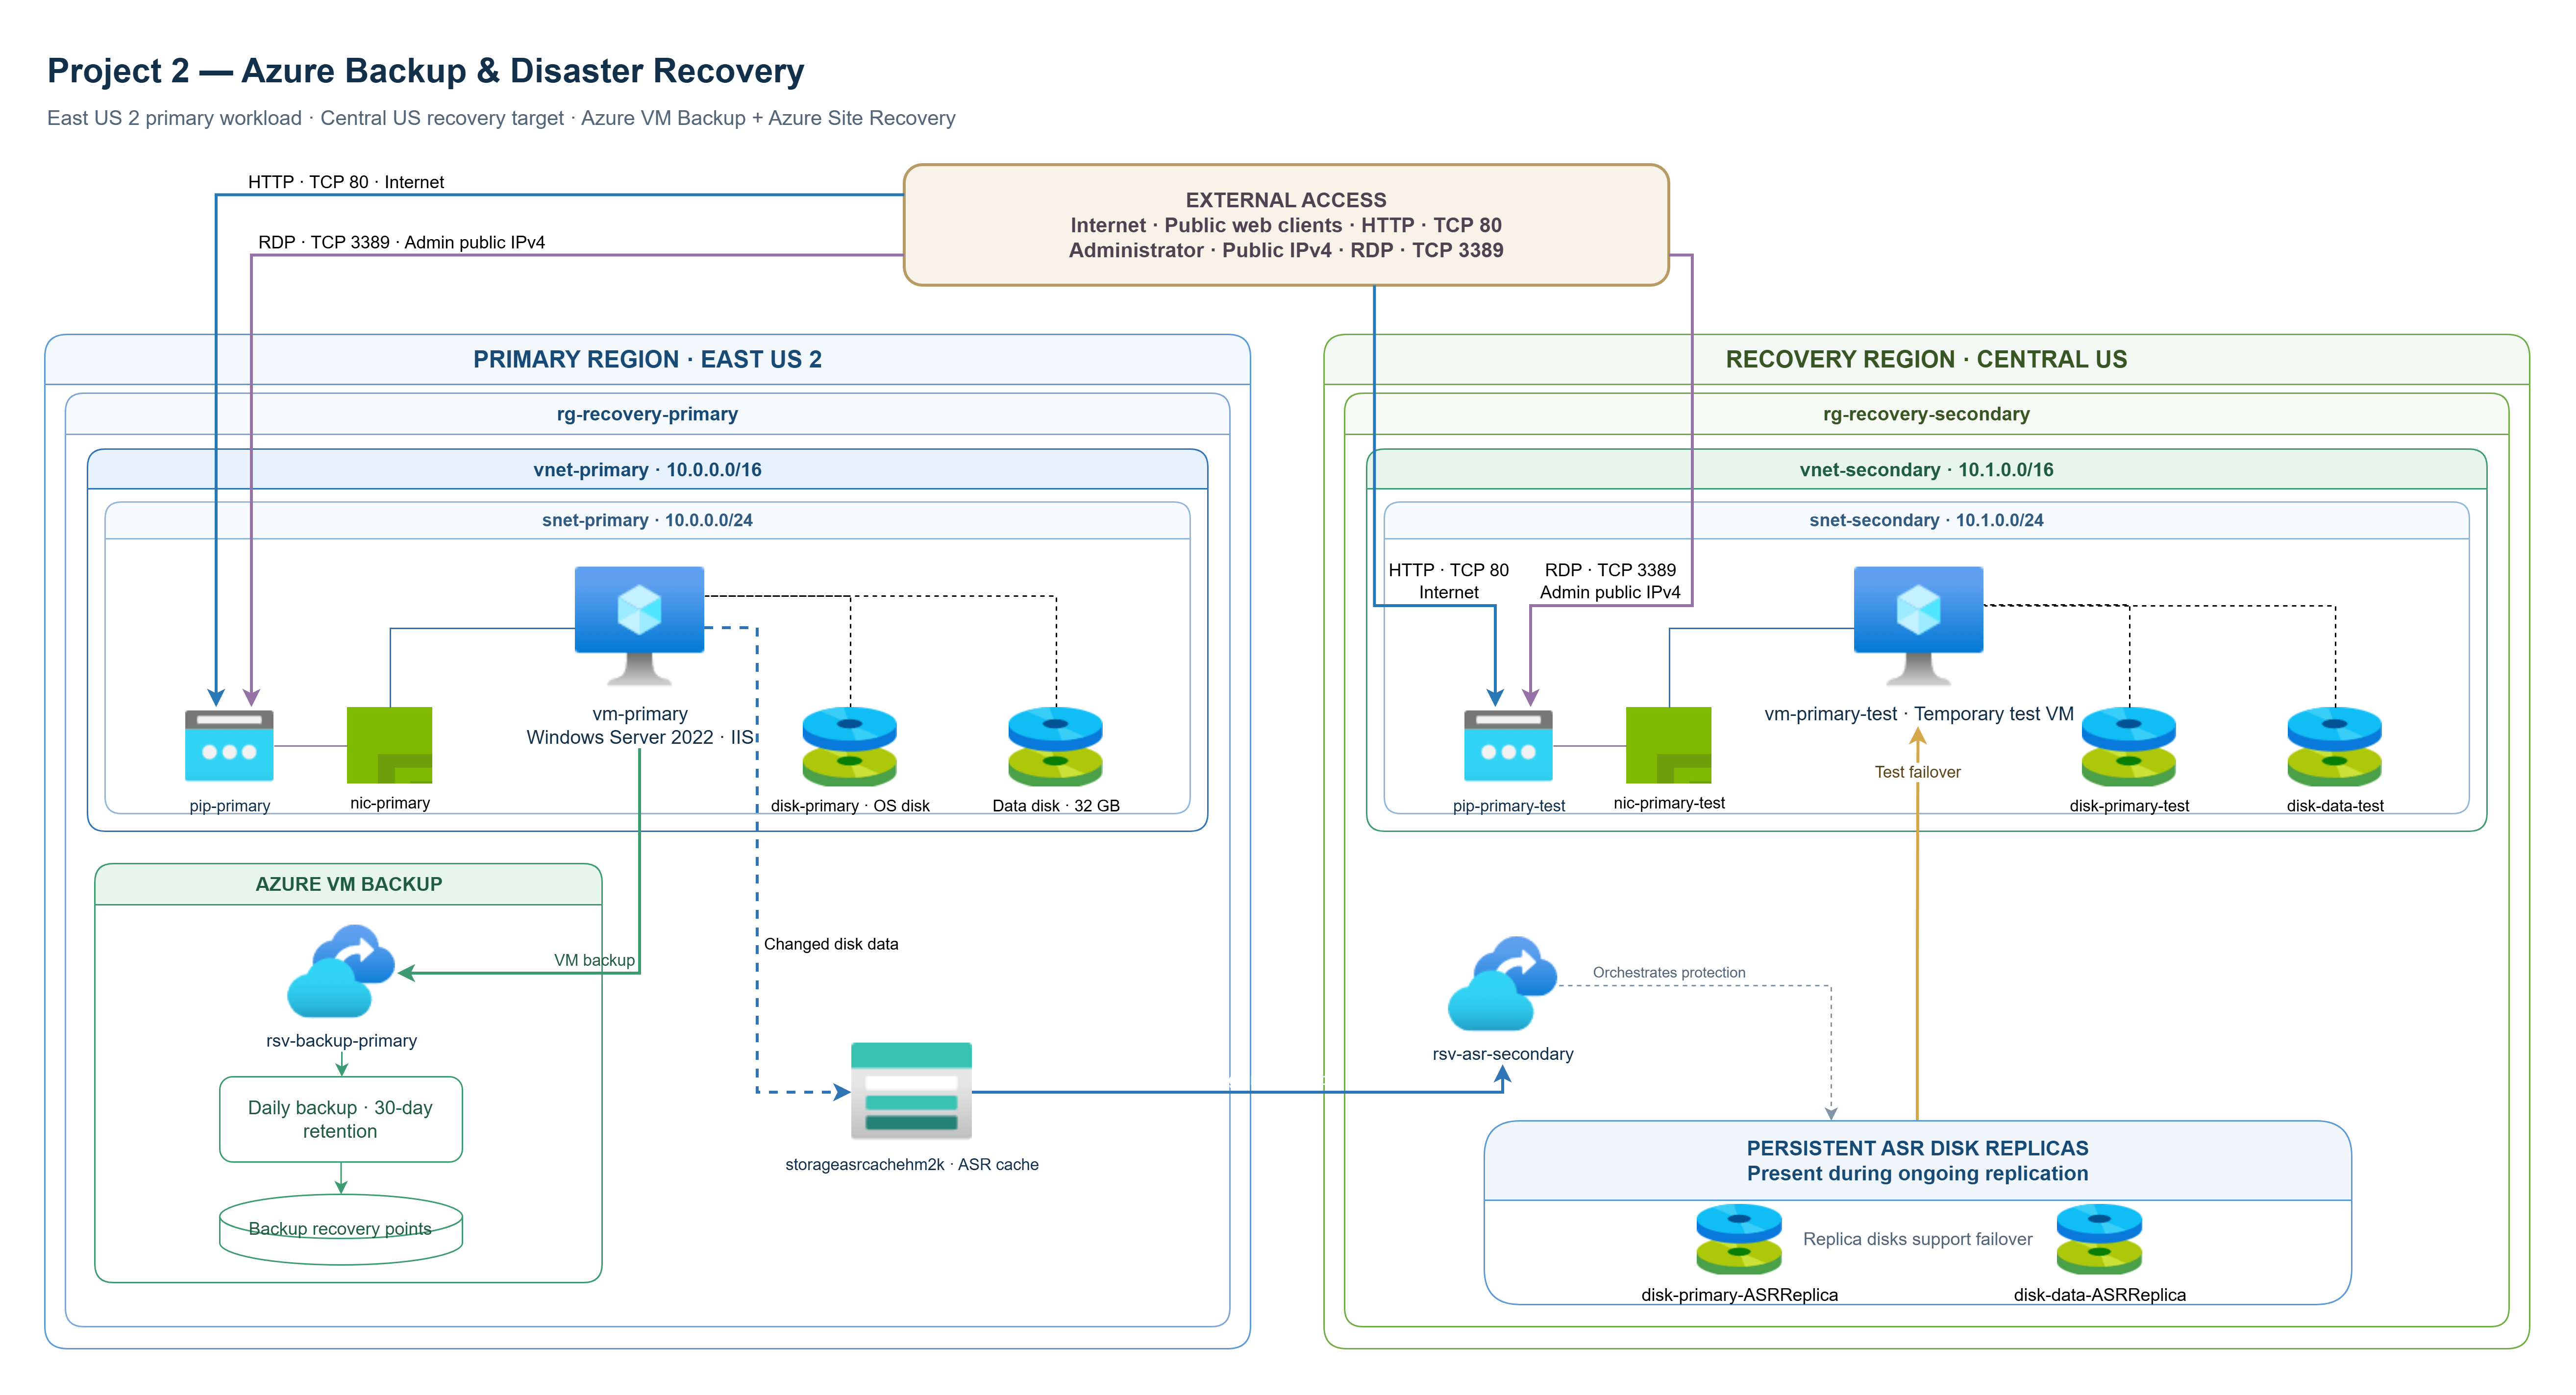 Project 2 — Azure Backup & Disaster Recovery
East US 2 primary workload · Central US recovery target · Azure VM Backup + Azure Site Recovery
EXTERNAL ACCESS
Internet · Public web clients · HTTP · TCP 80
Administrator · Public IPv4 · RDP · TCP 3389
HTTP · TCP 80 · Internet
RDP · TCP 3389 · Admin public IPv4
PRIMARY REGION · EAST US 2
rg-recovery-primary
vnet-primary · 10.0.0.0/16
snet-primary · 10.0.0.0/24
vm-primary
Windows Server 2022 · IIS
pip-primary
nic-primary
disk-primary · OS disk
Data disk · 32 GB
AZURE VM BACKUP
VM backup
rsv-backup-primary
Daily backup · 30-day
retention
Backup recovery points
Changed disk data
storageasrcachehm2k · ASR cache
RECOVERY REGION · CENTRAL US
rg-recovery-secondary
vnet-secondary · 10.1.0.0/16
snet-secondary · 10.1.0.0/24
HTTP · TCP 80
Internet
RDP · TCP 3389
Admin public IPv4
vm-primary-test · Temporary test VM
Test failover
pip-primary-test
nic-primary-test
disk-primary-test
disk-data-test
Orchestrates protection
rsv-asr-secondary
PERSISTENT ASR DISK REPLICAS
Present during ongoing replication
Replica disks support failover
disk-primary-ASRReplica
disk-data-ASRReplica